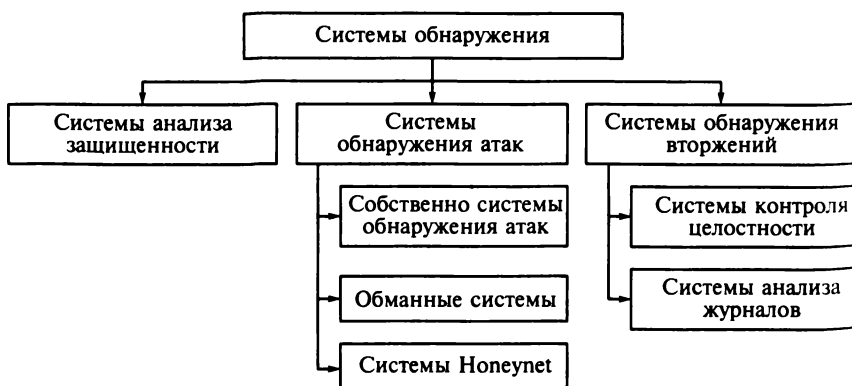 Системы обнаружения
Системы анализа
защищенности
Системы
обнаружения атак
Системы обнаружения
вторжений
Собственно системы
обнаружения атак
Обманные системы
Системы Honeynet
Системы контроля
целостности
Системы анализа
журналов